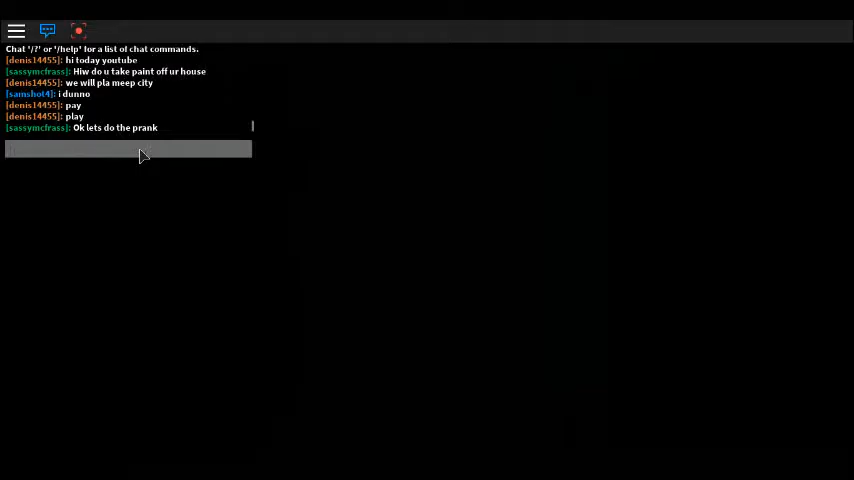 Chat '/?' or '/help' for a list of chat commands.
[denis14455]: hi today youtube
[sassymcfrass]: Hiw do u take paint off ur house
[denis14455]: we will pla meep city
[samshot4]: i dunno
[denis14455]: pay
[denis14455]: play
[sassymcfrass]: Ok lets do the prank